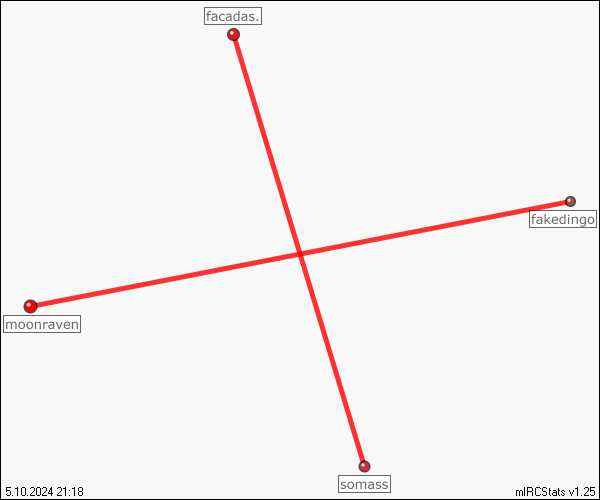 facadas.
fakedingo
moonraven
somass
5.10.2024 21:18
mIRCStats v1.25